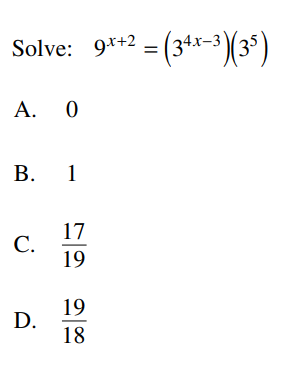 Solve: 9^{x+2} = (3^{4x−3})(3^5)
A. 0
B. 1
C. 17/19
D. 19/18